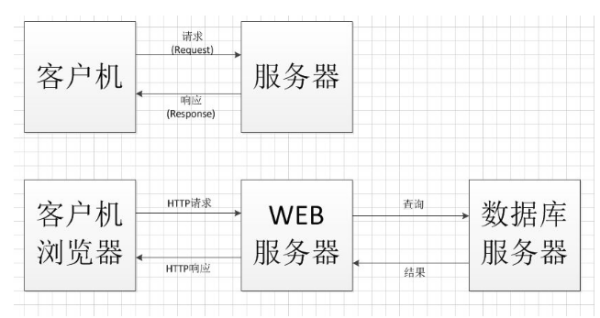 请求
(Request)
客户机
服务器
响应
(Response)
HTTP请求
查询
客户机
浏览器
WEB
服务器
数据库
服务器
HTTP响应
结果